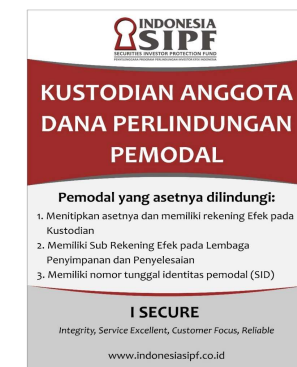 INDONESIA
SIPF
SECURITIES INVESTOR PROTECTION FUND
KUSTODIAN ANGGOTA
DANA PERLINDUNGAN
PEMODAL
Pemodal yang asetnya dilindungi:
1. Menitipkan asetnya dan memiliki rekening Efek pada
Kustodian
2. Memiliki Sub Rekening Efek pada Lembaga
Penyimpanan dan Penyelesaian
3. Memiliki nomor tunggal identitas pemodal (SID)
I SECURE
Integrity, Service Excellent, Customer Focus, Reliable
www.indonesiasipf.co.id